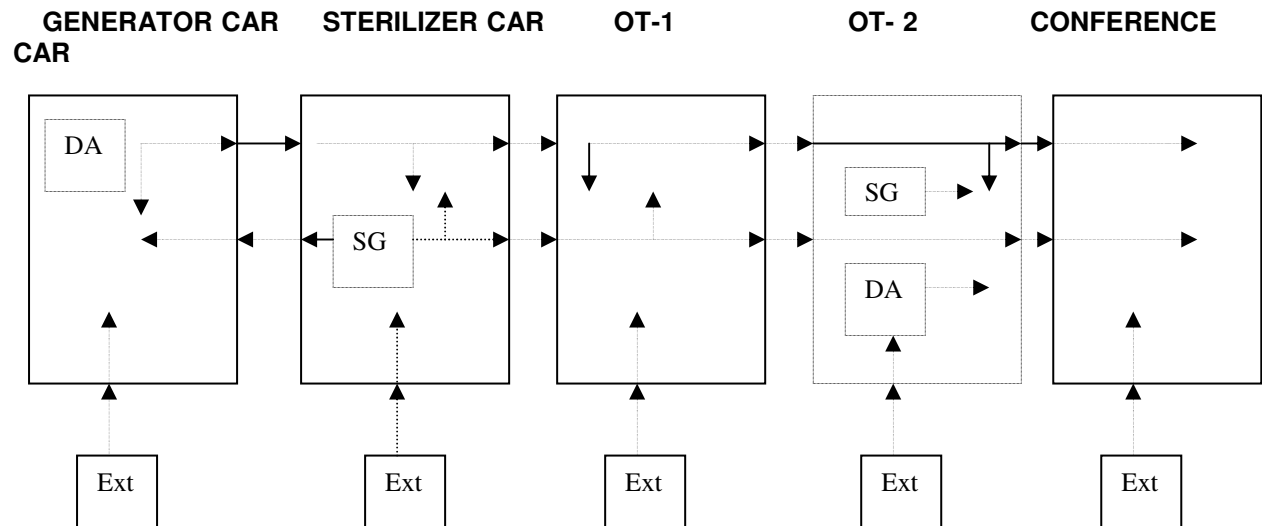 GENERATOR CAR STERILIZER CAR OT-1 OT- 2 CONFERENCE
CAR
DA
SG
SG
DA
Ext Ext Ext Ext Ext